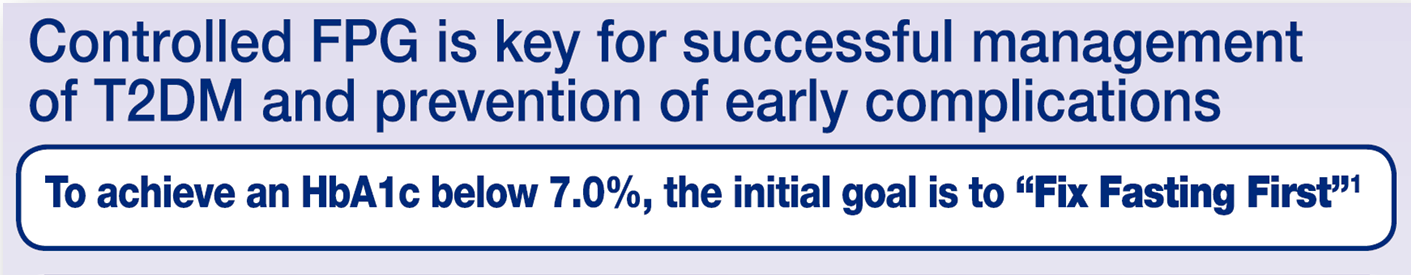 Controlled FPG is key for successful management
of T2DM and prevention of early complications
To achieve an HbA1c below 7.0%, the initial goal is to “Fix Fasting First”¹